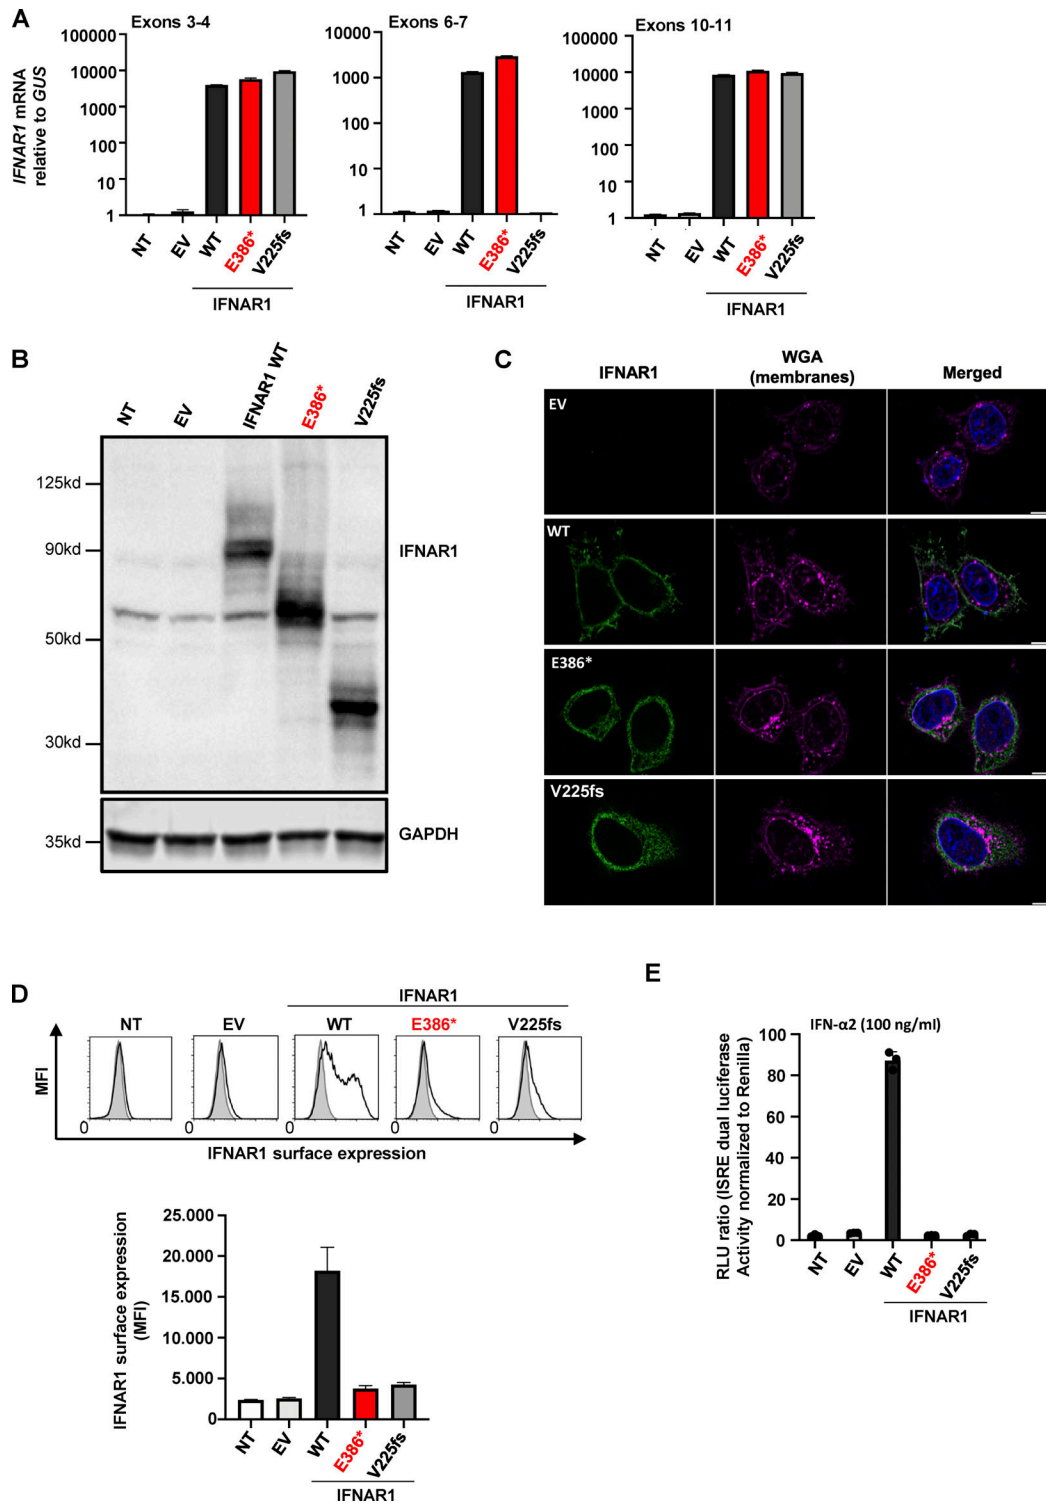 A
Exons 3-4
Exons 6-7
Exons 10-11
IFNAR1 mRNA
relative to GUS
100000
10000
1000
100
10
1
NT
EV
WT
E386*
V225fs
IFNAR1
10000
1000
100
10
1
NT
EV
WT
E386*
V225fs
IFNAR1
100000
10000
1000
100
10
1
NT
EV
WT
E386*
V225fs
IFNAR1
B
NT
EV
IFNAR1 WT
E386*
V225fs
125kd
90kd
50kd
30kd
35kd
IFNAR1
GAPDH
C
IFNAR1
WGA
(membranes)
Merged
EV
WT
E386*
V225fs
D
IFNAR1
NT
EV
WT
E386*
V225fs
MFI
0
0
0
0
0
IFNAR1 surface expression
IFNAR1 surface expression
(MFI)
25.000
20.000
15.000
10.000
5.000
0
NT
EV
WT
E386*
V225fs
IFNAR1
E
IFN-α2 (100 ng/ml)
RLU ratio (ISRE dual luciferase
Activity normalized to Renilla)
100
80
60
40
20
0
NT
EV
WT
E386*
V225fs
IFNAR1